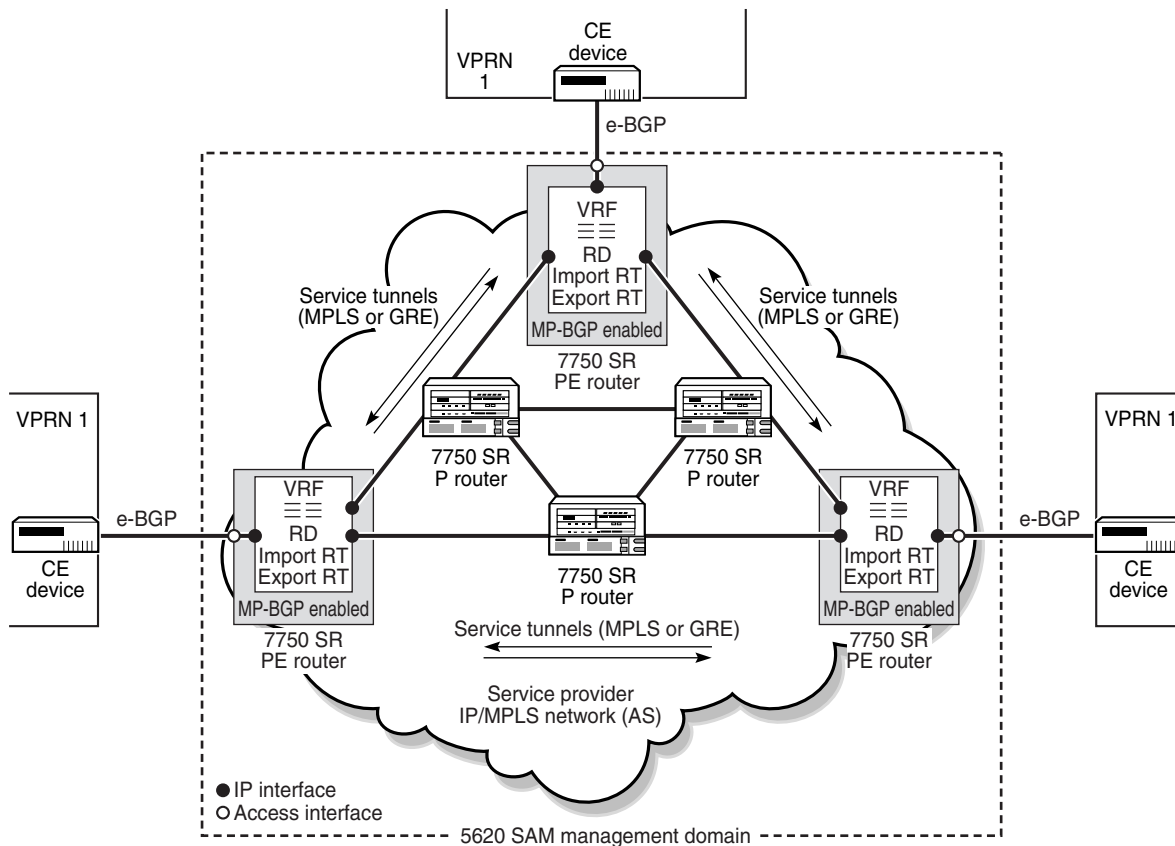 CE
device
VPRN
1
e-BGP
VRF
RD
Import RT
Export RT
MP-BGP enabled
7750 SR
PE router
Service tunnels
(MPLS or GRE)
Service tunnels
(MPLS or GRE)
7750 SR
P router
7750 SR
P router
VPRN 1
e-BGP
CE
device
VRF
RD
Import RT
Export RT
MP-BGP enabled
7750 SR
PE router
7750 SR
P router
VRF
RD
Import RT
Export RT
MP-BGP enabled
7750 SR
PE router
VPRN 1
e-BGP
CE
device
Service tunnels (MPLS or GRE)
Service provider
IP/MPLS network (AS)
IP interface
Access interface
5620 SAM management domain